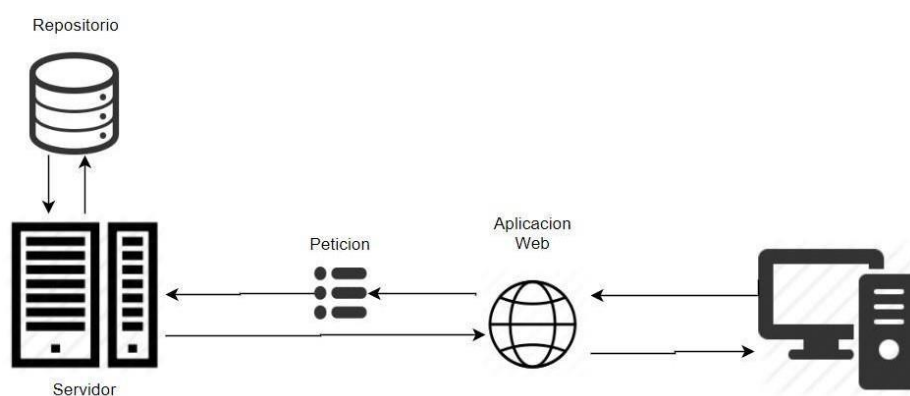 Repositorio
Peticion
Aplicacion
Web
Servidor